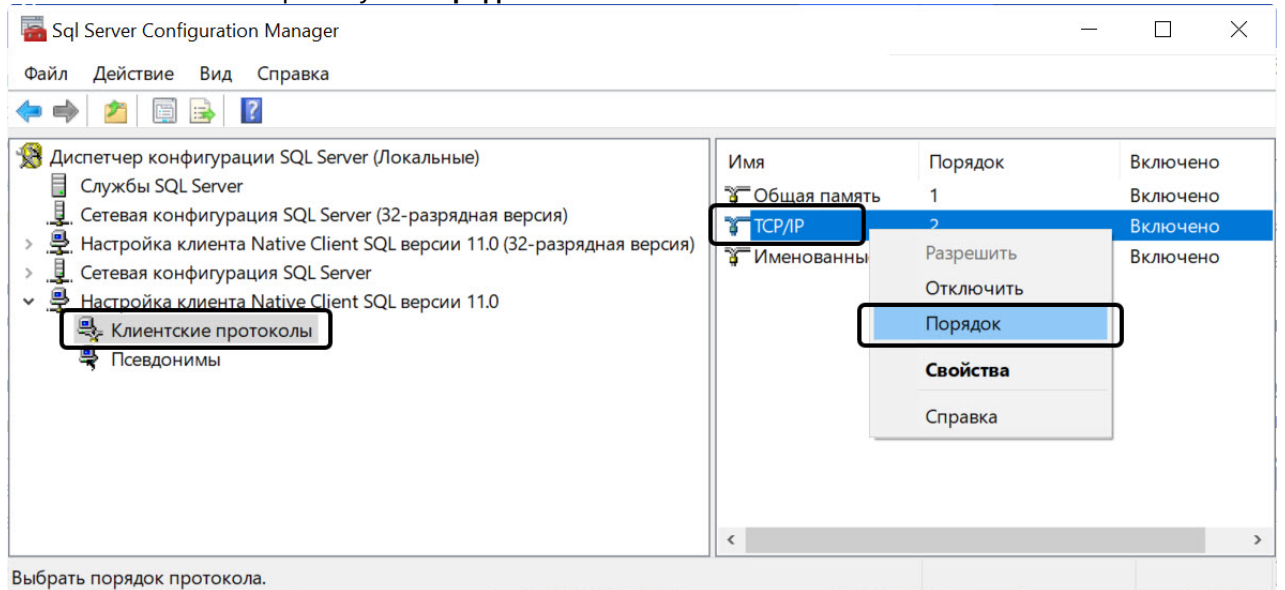 Sql Server Configuration Manager
Файл Действие Вид Справка
Диспетчер конфигурации SQL Server (Локальные)
Службы SQL Server
Сетевая конфигурация SQL Server (32-разрядная версия)
Настройка клиента Native Client SQL версии 11.0 (32-разрядная версия)
Сетевая конфигурация SQL Server
Настройка клиента Native Client SQL версии 11.0
Клиентские протоколы
Псевдонимы
Имя Порядок Включено
Общая память 1 Включено
TCP/IP 2 Включено
Именованны Включено
Разрешить
Отключить
Порядок
Свойства
Справка
Выбрать порядок протокола.